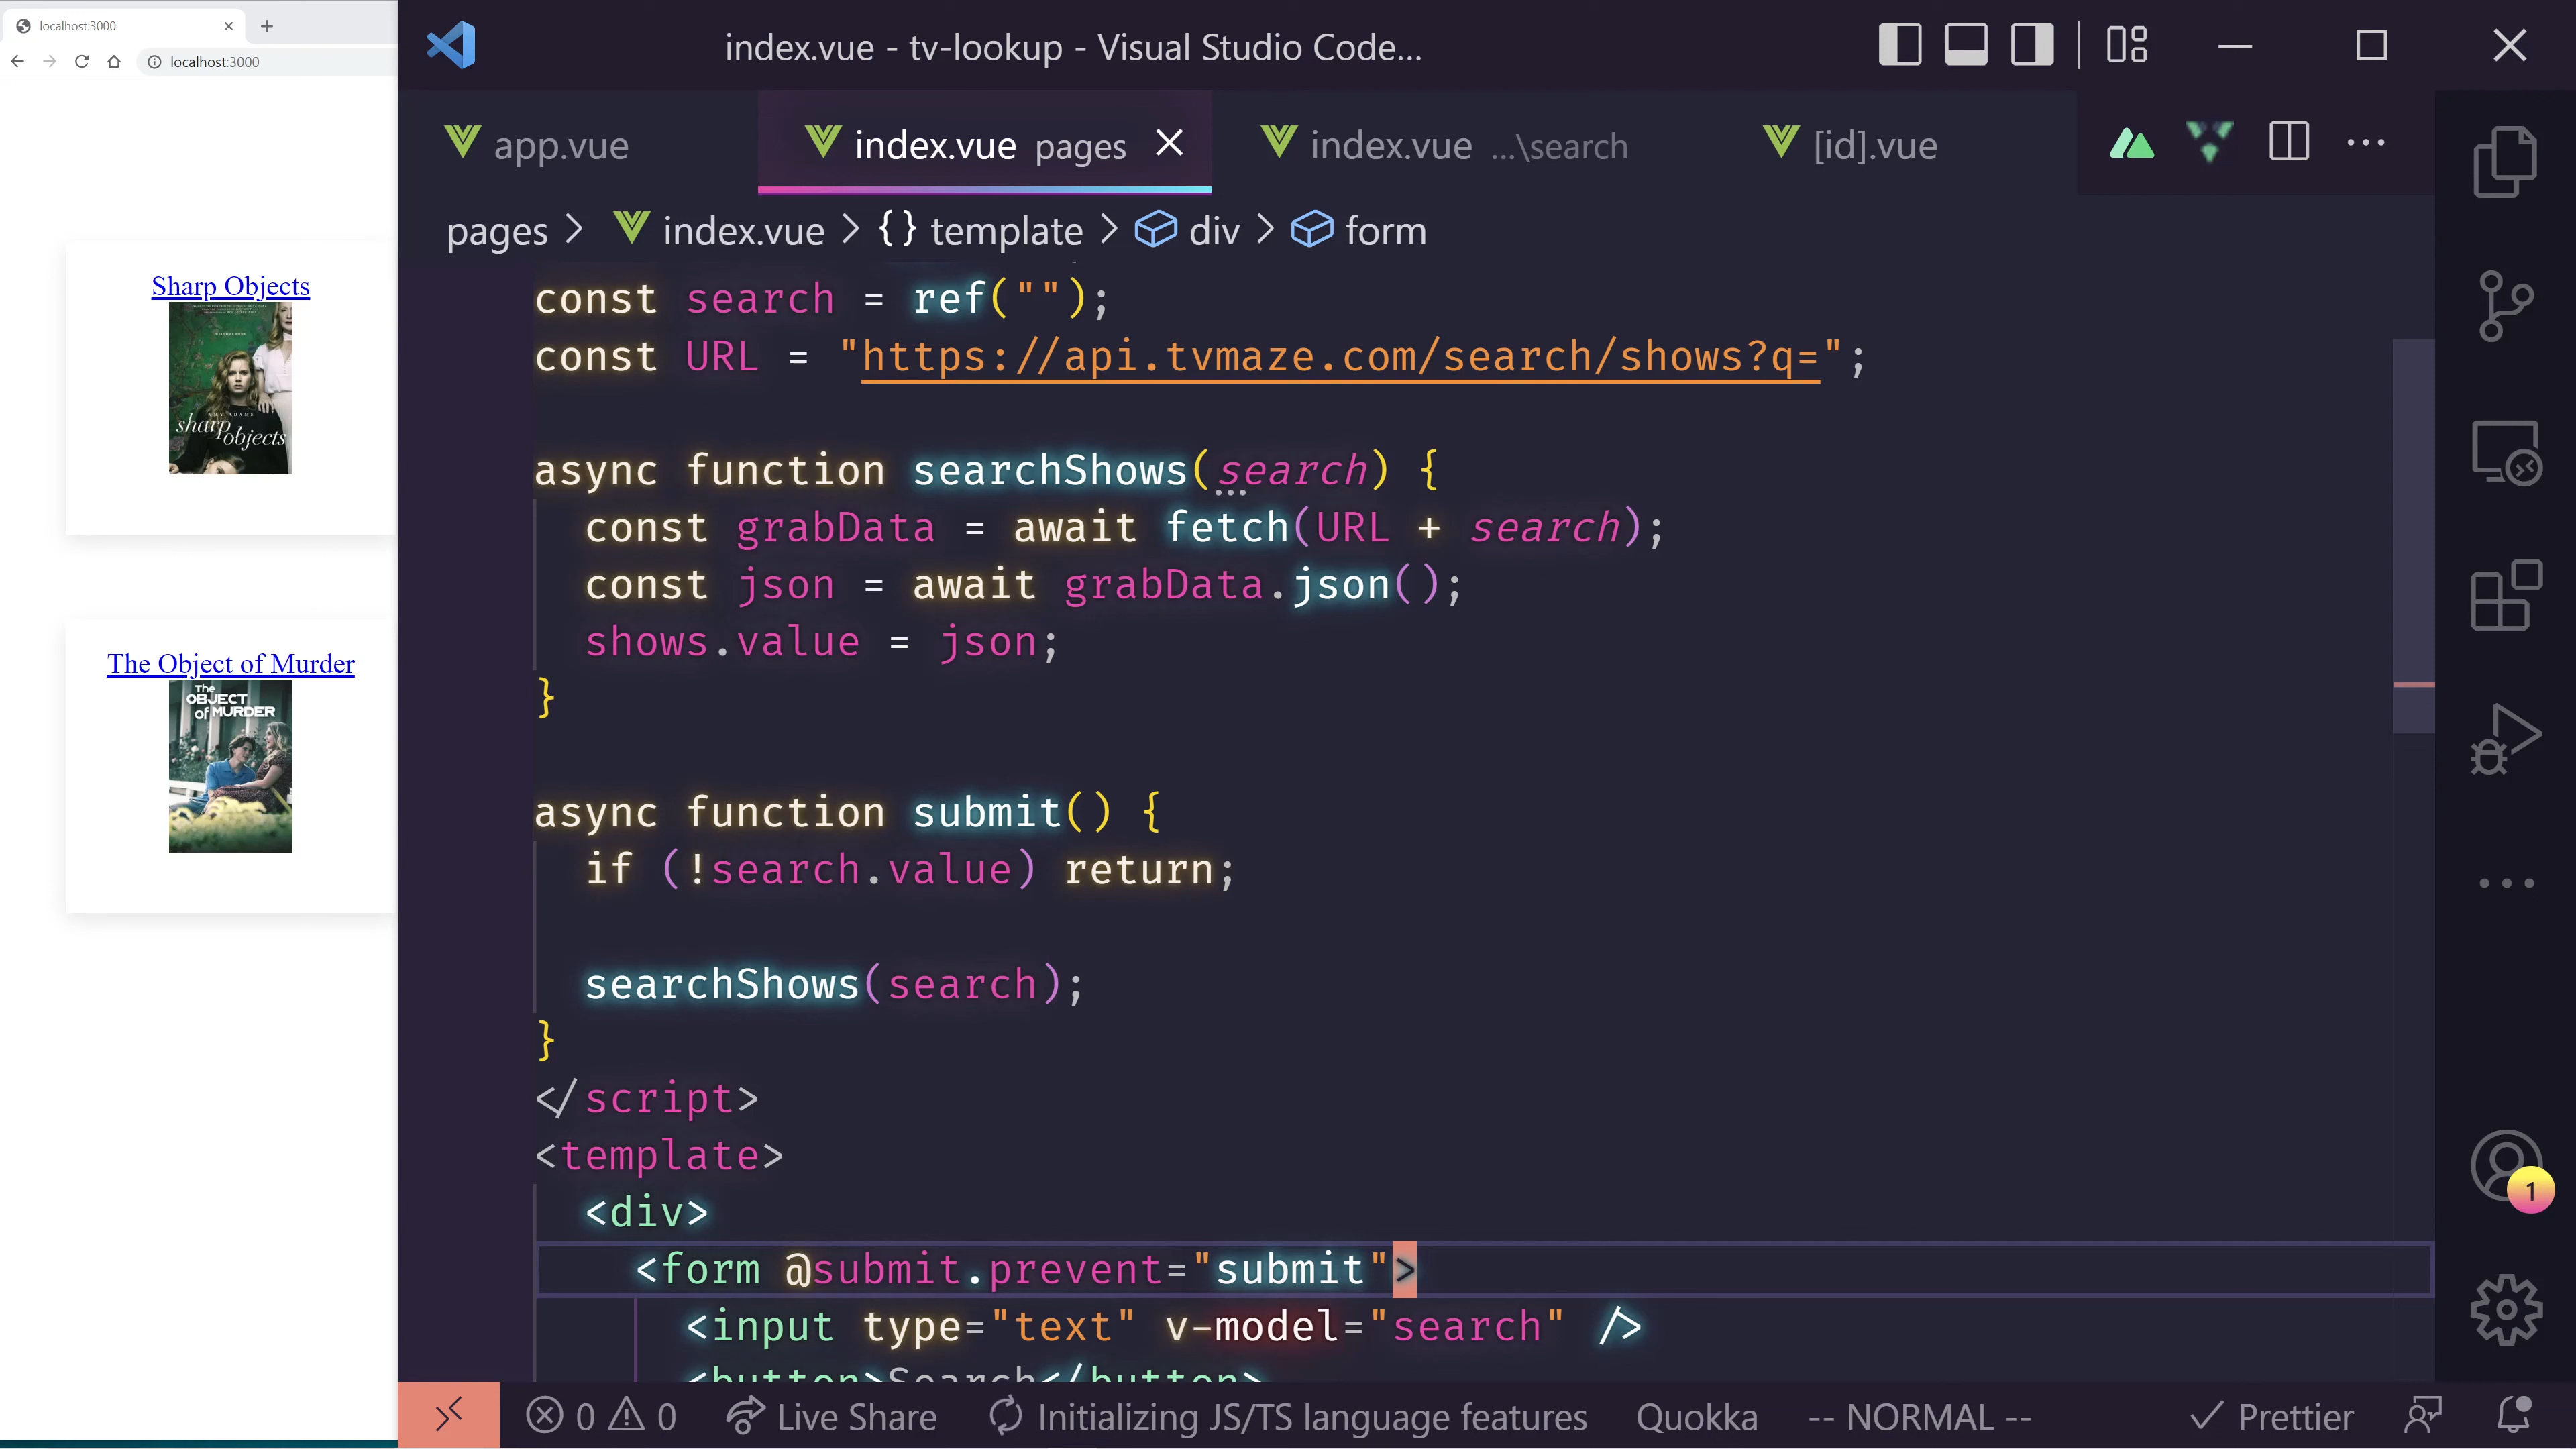 localhost:3000
localhost:3000
Sharp Objects
AMY ADAMS
sharp
objects
The Object of Murder
The
OBJECT
of MURDER
index.vue - tv-lookup - Visual Studio Code...
app.vue
index.vue pages
index.vue ...\search
[id].vue
pages > index.vue > {} template > div > form
const search = ref("");
const URL = "https://api.tvmaze.com/search/shows?q=";
async function searchShows(search) {
const grabData = await fetch(URL + search);
const json = await grabData.json();
shows.value = json;
}
async function submit() {
if (!search.value) return;
searchShows(search);
}
</script>
<template>
<div>
<form @submit.prevent="submit">
<input type="text" v-model="search" />
<button>Search</button>
1
0 0 Live Share Initializing JS/TS language features Quokka -- NORMAL -- Prettier